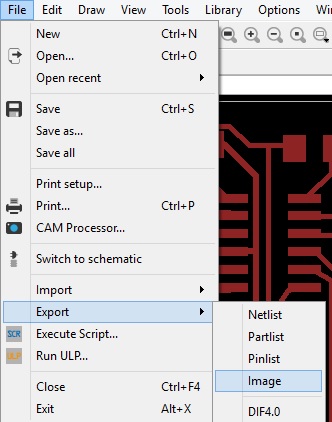 File Edit Draw View Tools Library Options
New Ctrl+N
Open... Ctrl+O
Open recent
Save Ctrl+S
Save as...
Save all
Print setup...
Print... Ctrl+P
CAM Processor...
Switch to schematic
Import
Export
Netlist
SCR Execute Script...
Partlist
ULP Run ULP...
Pinlist
Close Ctrl+F4
Image
Exit Alt+X
DIF4.0